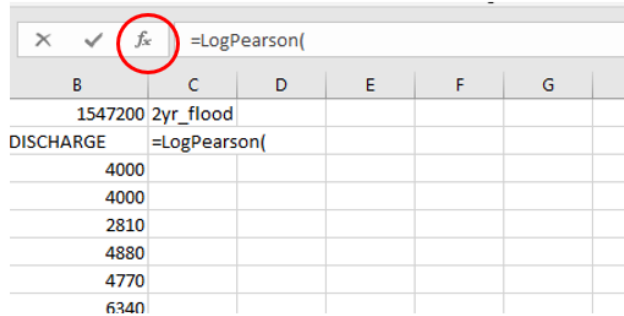 fx =LogPearson(
B C D E F G
1547200 2yr_flood
DISCHARGE =LogPearson(
4000
4000
2810
4880
4770
6340